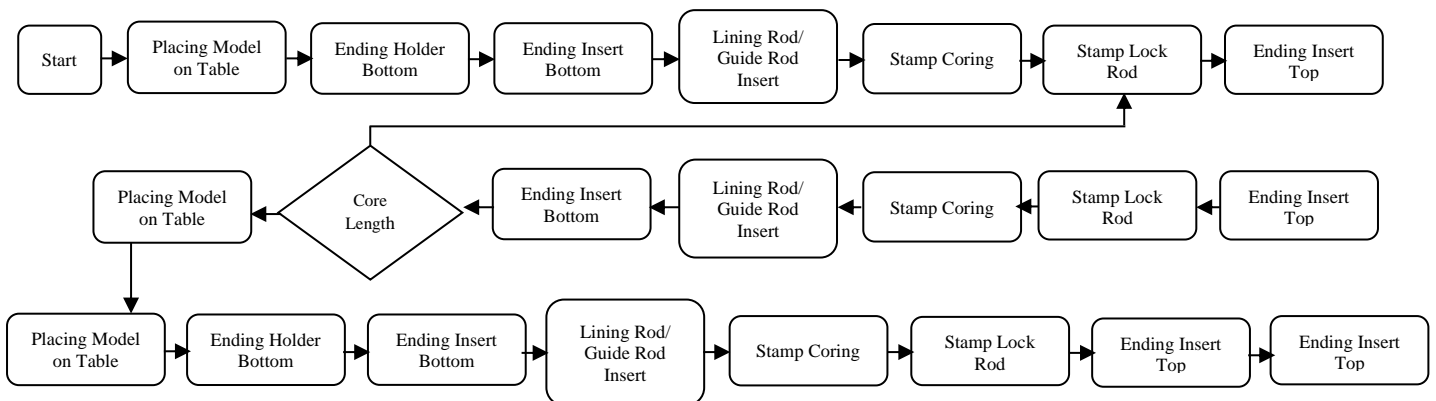 Start
Placing Model
on Table
Ending Holder
Bottom
Ending Insert
Bottom
Lining Rod/
Guide Rod
Insert
Stamp Coring
Stamp Lock
Rod
Ending Insert
Top
Placing Model
on Table
Core
Length
Ending Insert
Bottom
Lining Rod/
Guide Rod
Insert
Stamp Coring
Stamp Lock
Rod
Ending Insert
Top
Placing Model
on Table
Ending Holder
Bottom
Ending Insert
Bottom
Lining Rod/
Guide Rod
Insert
Stamp Coring
Stamp Lock
Rod
Ending Insert
Top
Ending Insert
Top